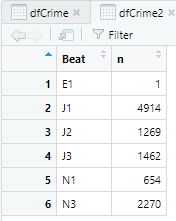 dfCrime dfCrime2
Filter
Beat n
1 E1 1
2 J1 4914
3 J2 1269
4 J3 1462
5 N1 654
6 N3 2270